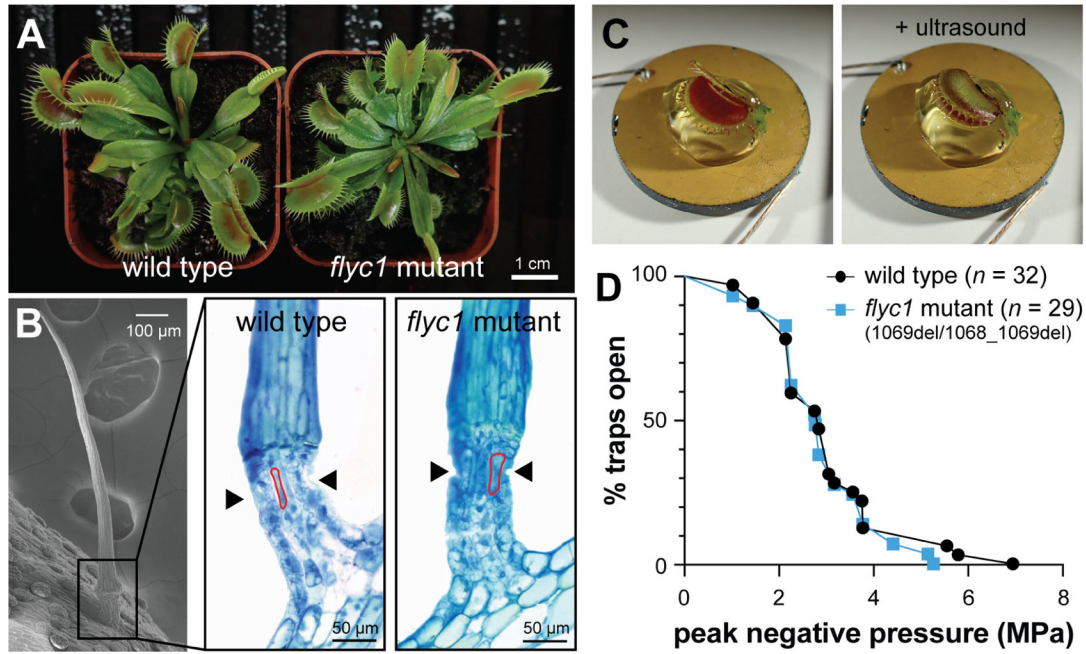 A
wild type
flyc1 mutant
1 cm
B
100 µm
wild type
50 µm
flyc1 mutant
50 µm
C
+ ultrasound
D
wild type (n = 32)
flyc1 mutant (n = 29)
(1069del/1068_1069del)
% traps open
100
50
0
0
2
4
6
8
peak negative pressure (MPa)